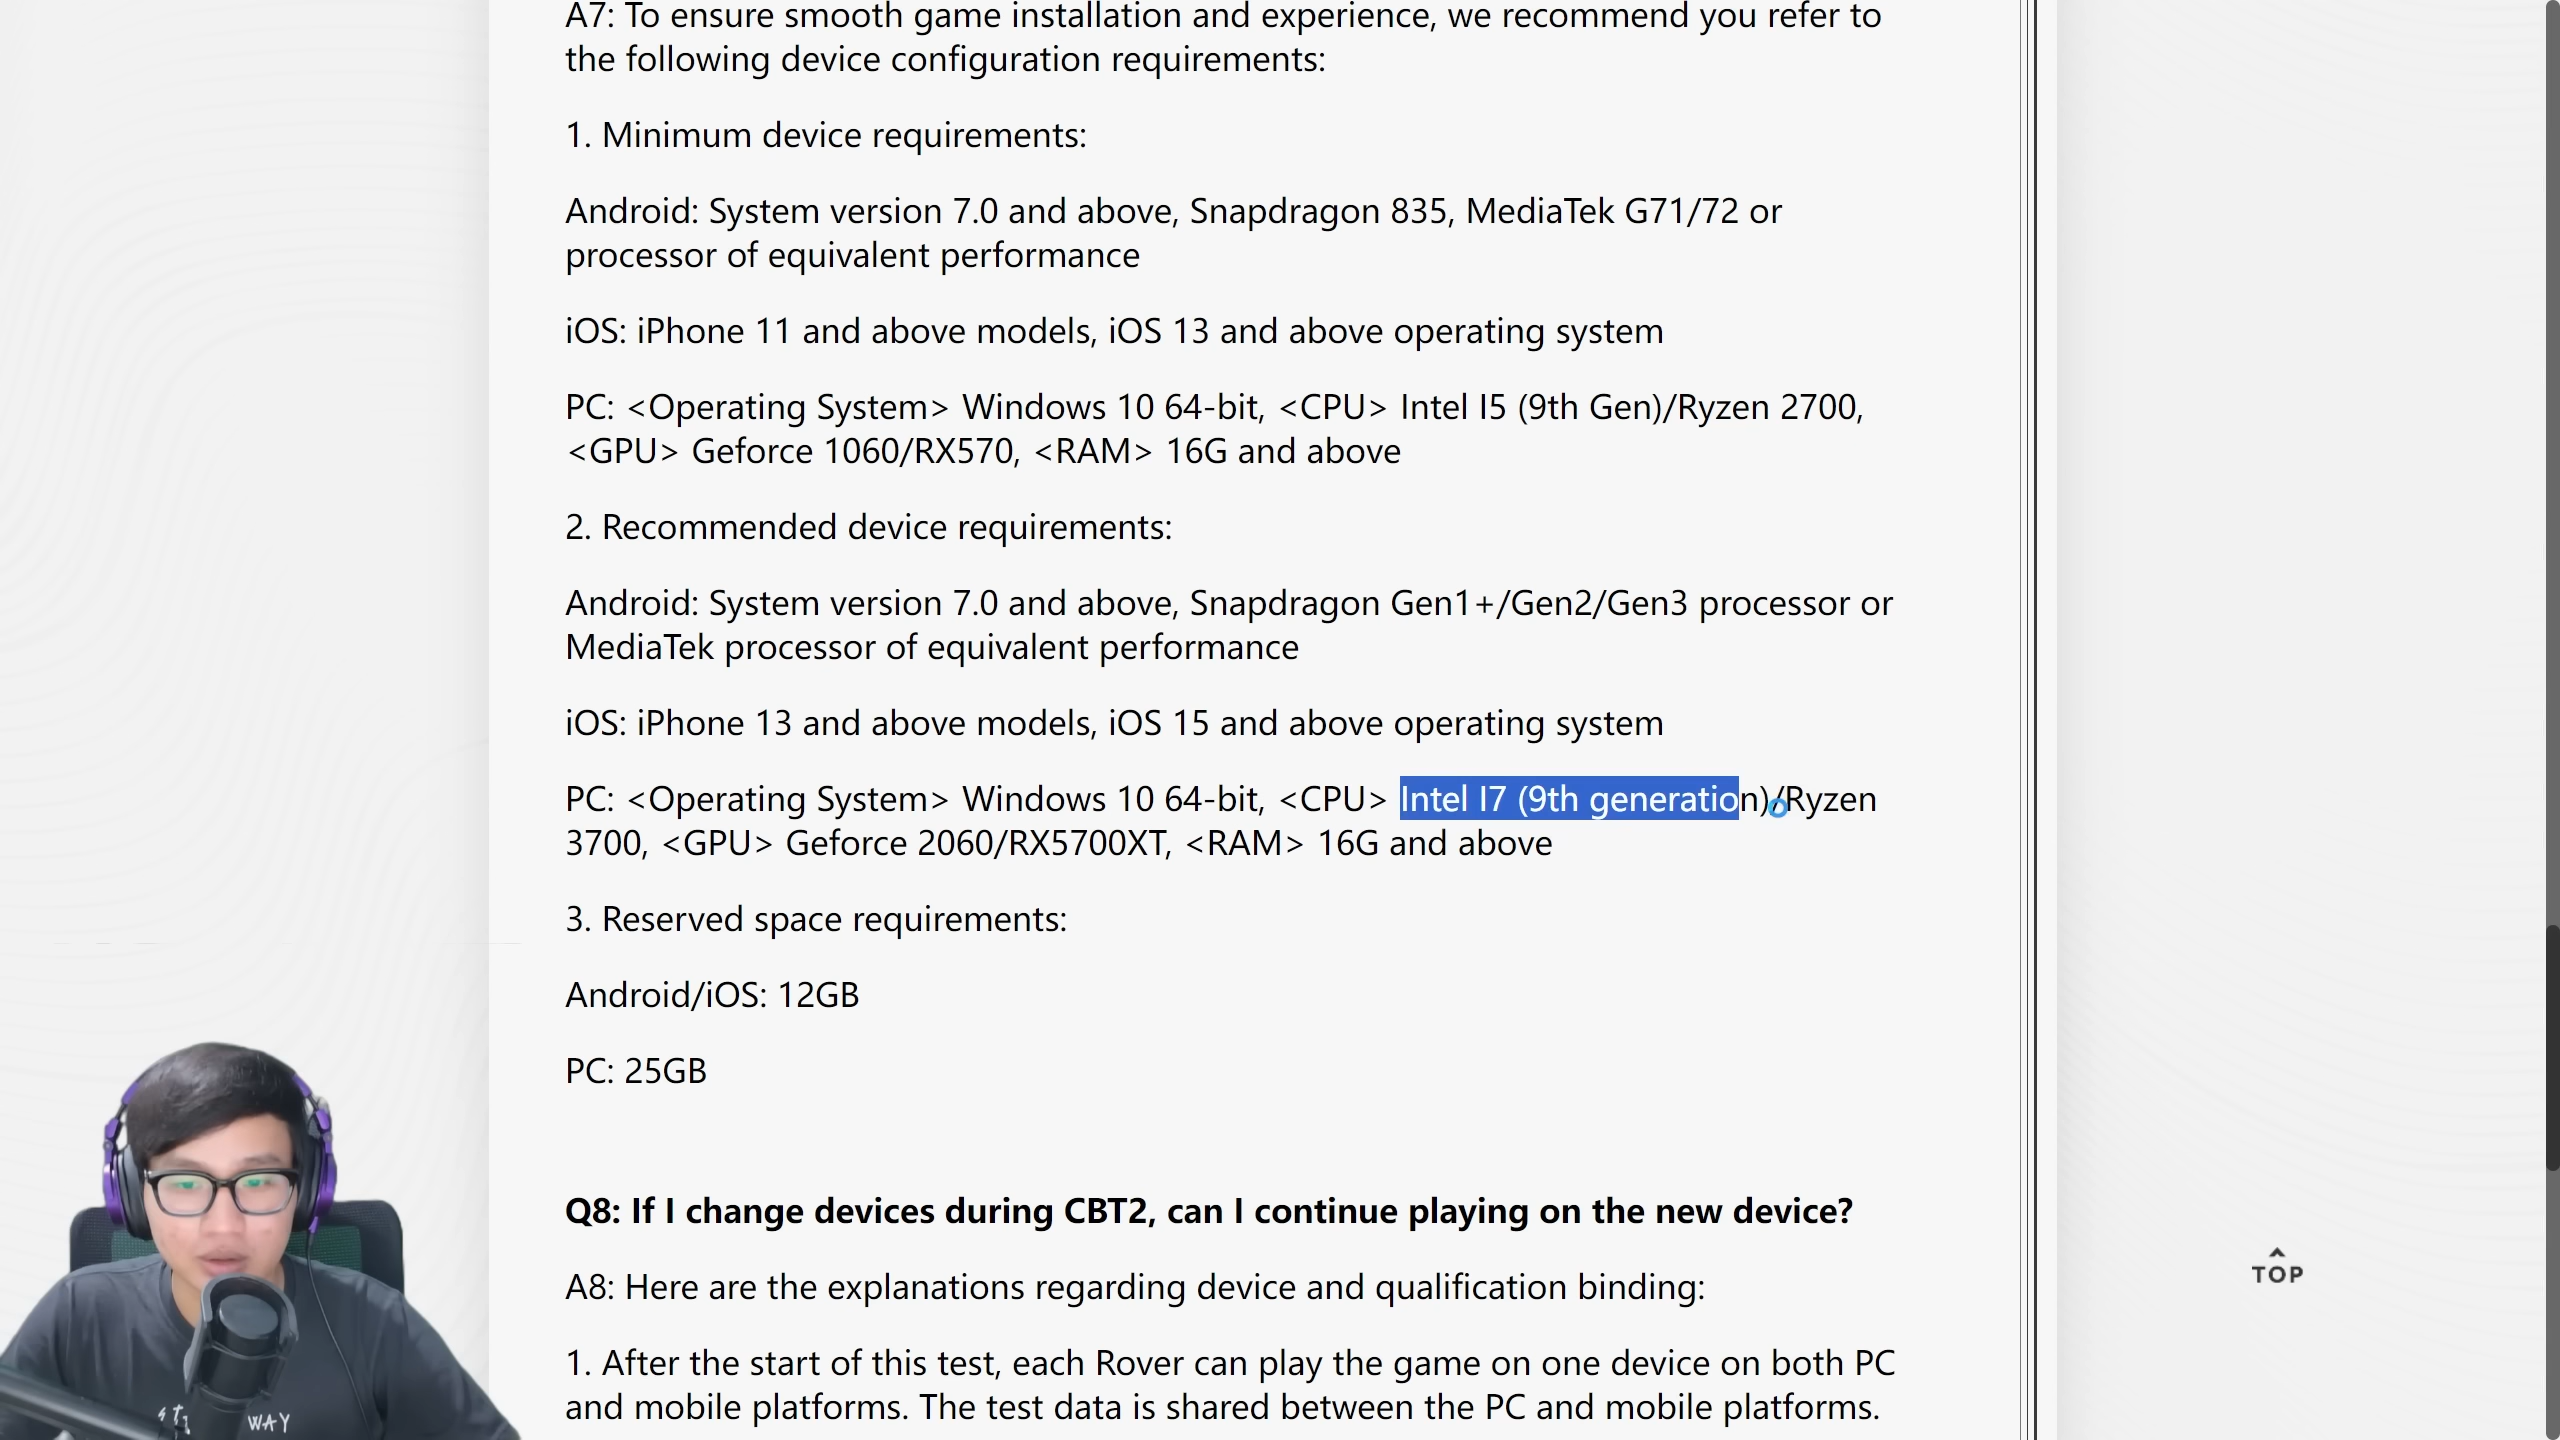 A7: To ensure smooth game installation and experience, we recommend you refer to
the following device configuration requirements:
1. Minimum device requirements:
Android: System version 7.0 and above, Snapdragon 835, MediaTek G71/72 or
processor of equivalent performance
iOS: iPhone 11 and above models, iOS 13 and above operating system
PC: <Operating System> Windows 10 64-bit, <CPU> Intel I5 (9th Gen)/Ryzen 2700,
<GPU> Geforce 1060/RX570, <RAM> 16G and above
2. Recommended device requirements:
Android: System version 7.0 and above, Snapdragon Gen1+/Gen2/Gen3 processor or
MediaTek processor of equivalent performance
iOS: iPhone 13 and above models, iOS 15 and above operating system
PC: <Operating System> Windows 10 64-bit, <CPU> Intel I7 (9th generation)/Ryzen
3700, <GPU> Geforce 2060/RX5700XT, <RAM> 16G and above
3. Reserved space requirements:
Android/iOS: 12GB
PC: 25GB
Q8: If I change devices during CBT2, can I continue playing on the new device?
A8: Here are the explanations regarding device and qualification binding:
1. After the start of this test, each Rover can play the game on one device on both PC
and mobile platforms. The test data is shared between the PC and mobile platforms.
TOP
WAY